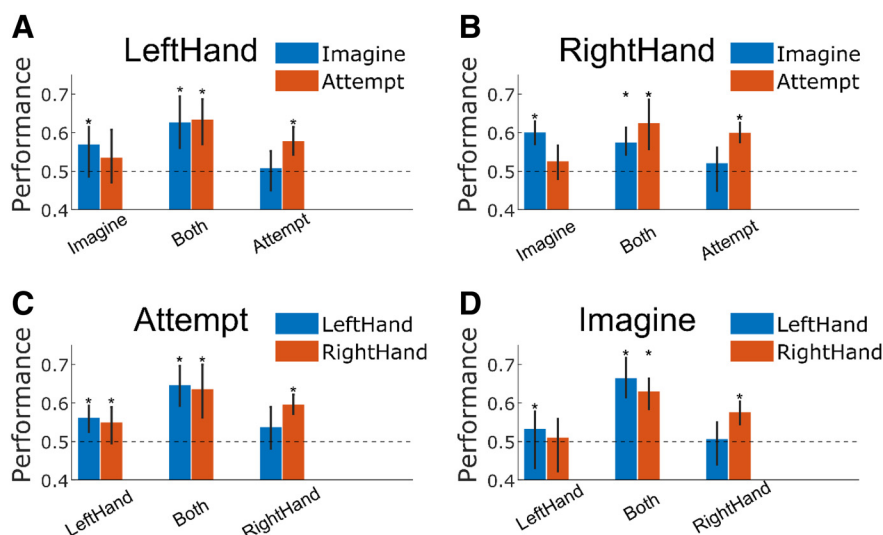 A
LeftHand
Imagine
Attempt
Performance
0.7
0.6
0.5
0.4
*
* *
*
Imagine
Both
Attempt
B
RightHand
Imagine
Attempt
Performance
0.7
0.6
0.5
0.4
*
* *
*
Imagine
Both
Attempt
C
Attempt
LeftHand
RightHand
Performance
0.7
0.6
0.5
0.4
* *
* *
*
LeftHand
Both
RightHand
D
Imagine
LeftHand
RightHand
Performance
0.7
0.6
0.5
0.4
*
* *
*
LeftHand
Both
RightHand